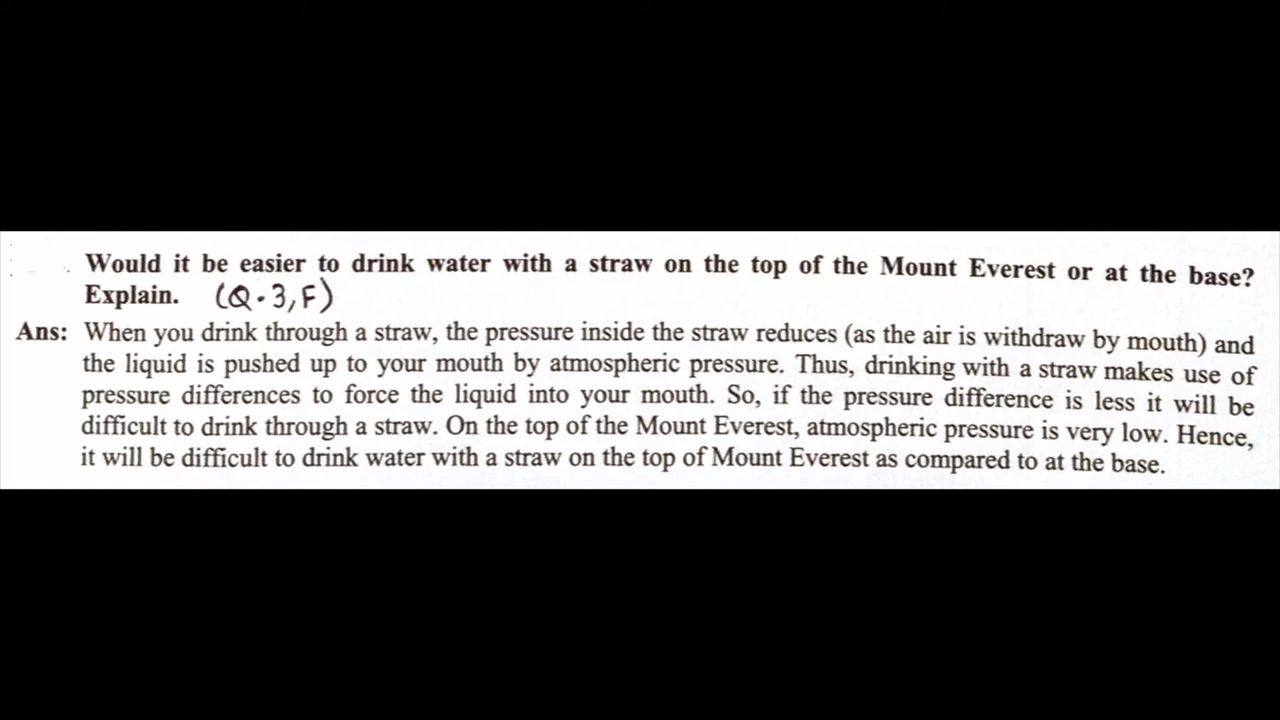 Would it be easier to drink water with a straw on the top of the Mount Everest or at the base?
Explain. (Q.3,F)
Ans: When you drink through a straw, the pressure inside the straw reduces (as the air is withdraw by mouth) and
the liquid is pushed up to your mouth by atmospheric pressure. Thus, drinking with a straw makes use of
pressure differences to force the liquid into your mouth. So, if the pressure difference is less it will be
difficult to drink through a straw. On the top of the Mount Everest, atmospheric pressure is very low. Hence,
it will be difficult to drink water with a straw on the top of Mount Everest as compared to at the base.